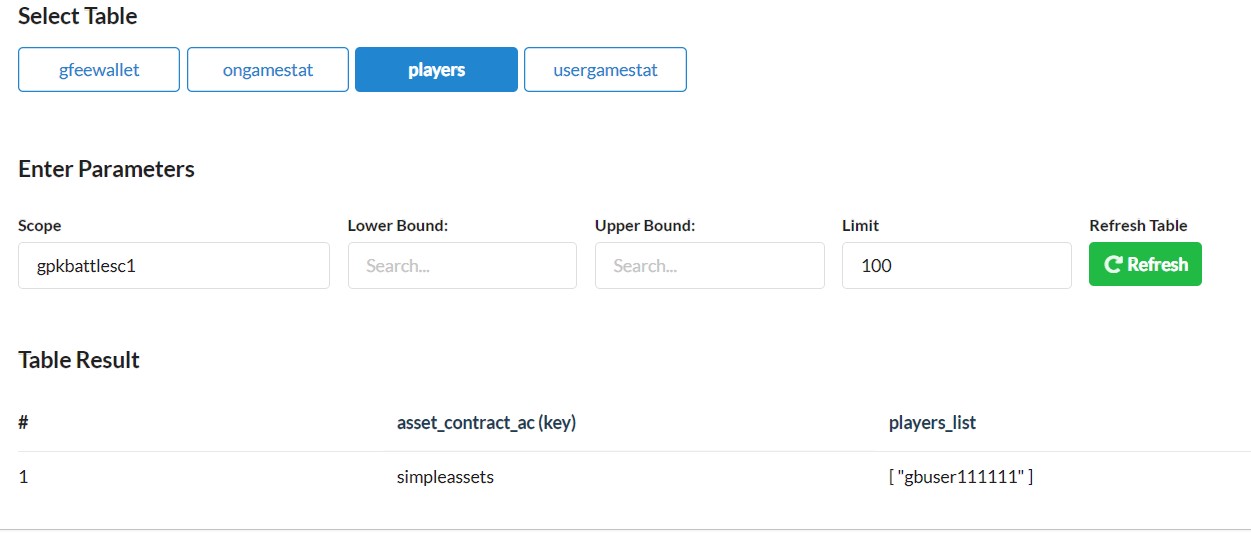 Select Table
gfeewallet ongamestat players usergamestat
Enter Parameters
Scope Lower Bound: Upper Bound: Limit Refresh Table
gpkbattlesc1 Search... Search... 100 Refresh
Table Result
# asset_contract_ac (key) players_list
1 simpleassets [ "gbuser111111" ]